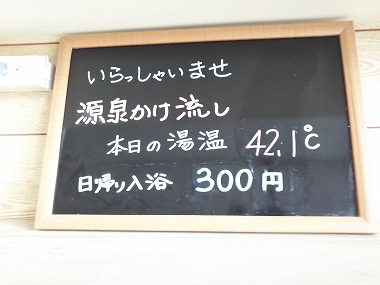 いらっしゃいませ
源泉かけ流し
本日の湯温 42.1℃
日帰り入浴 300円